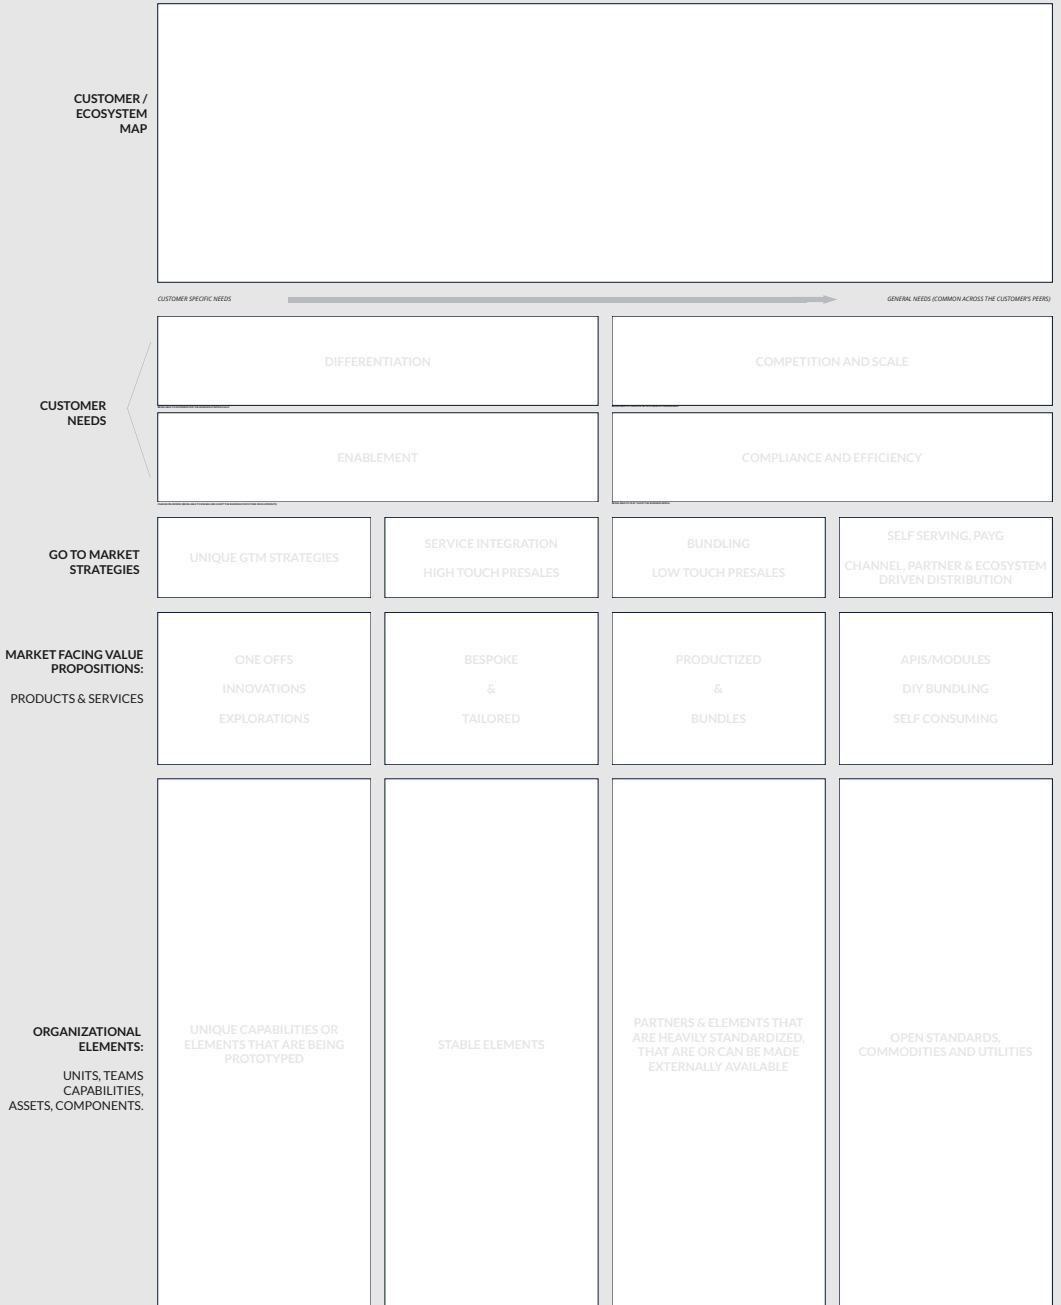 CUSTOMER /
ECOSYSTEM
MAP
CUSTOMER SPECIFIC NEEDS
GENERAL NEEDS (COMMON ACROSS THE CUSTOMER'S PEERS)
CUSTOMER
NEEDS
DIFFERENTIATION
COMPETITION AND SCALE
ENABLEMENT
COMPLIANCE AND EFFICIENCY
GO TO MARKET
STRATEGIES
UNIQUE GTM STRATEGIES
SERVICE INTEGRATION
HIGH TOUCH PRESALES
BUNDLING
LOW TOUCH PRESALES
SELF SERVING, PAYG
CHANNEL, PARTNER & ECOSYSTEM
DRIVEN DISTRIBUTION
MARKET FACING VALUE
PROPOSITIONS:
PRODUCTS & SERVICES
ONE OFFS
INNOVATIONS
EXPLORATIONS
BESPOKE
&
TAILORED
PRODUCTIZED
&
BUNDLES
APIS/MODULES
DIY BUNDLING
SELF CONSUMING
ORGANIZATIONAL
ELEMENTS:
UNITS, TEAMS
CAPABILITIES,
ASSETS, COMPONENTS.
UNIQUE CAPABILITIES OR
ELEMENTS THAT ARE BEING
PROTOTYPED
STABLE ELEMENTS
PARTNERS & ELEMENTS THAT
ARE HEAVILY STANDARDIZED,
THAT ARE OR CAN BE MADE
EXTERNALLY AVAILABLE
OPEN STANDARDS,
COMMODITIES AND UTILITIES